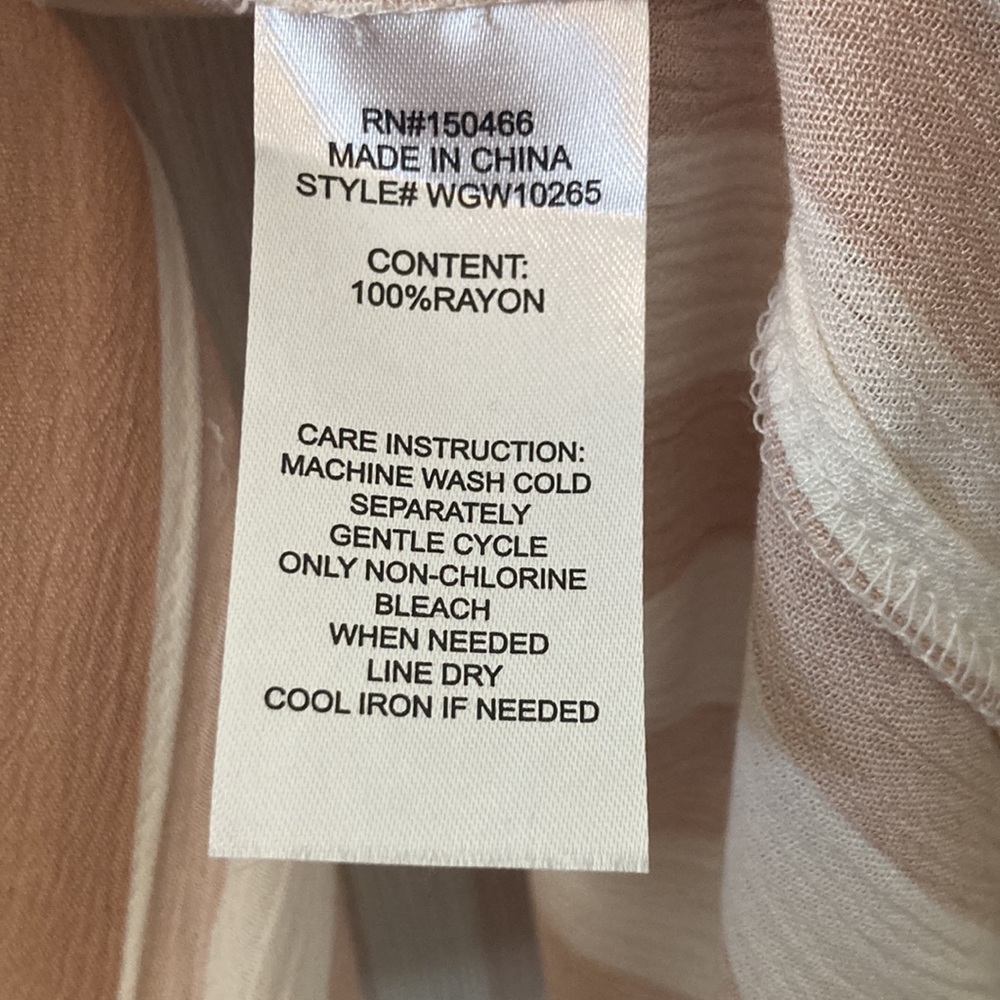 RN#150466
MADE IN CHINA
STYLE# WGW10265
CONTENT:
100%RAYON
CARE INSTRUCTION:
MACHINE WASH COLD
SEPARATELY
GENTLE CYCLE
ONLY NON-CHLORINE
BLEACH
WHEN NEEDED
LINE DRY
COOL IRON IF NEEDED